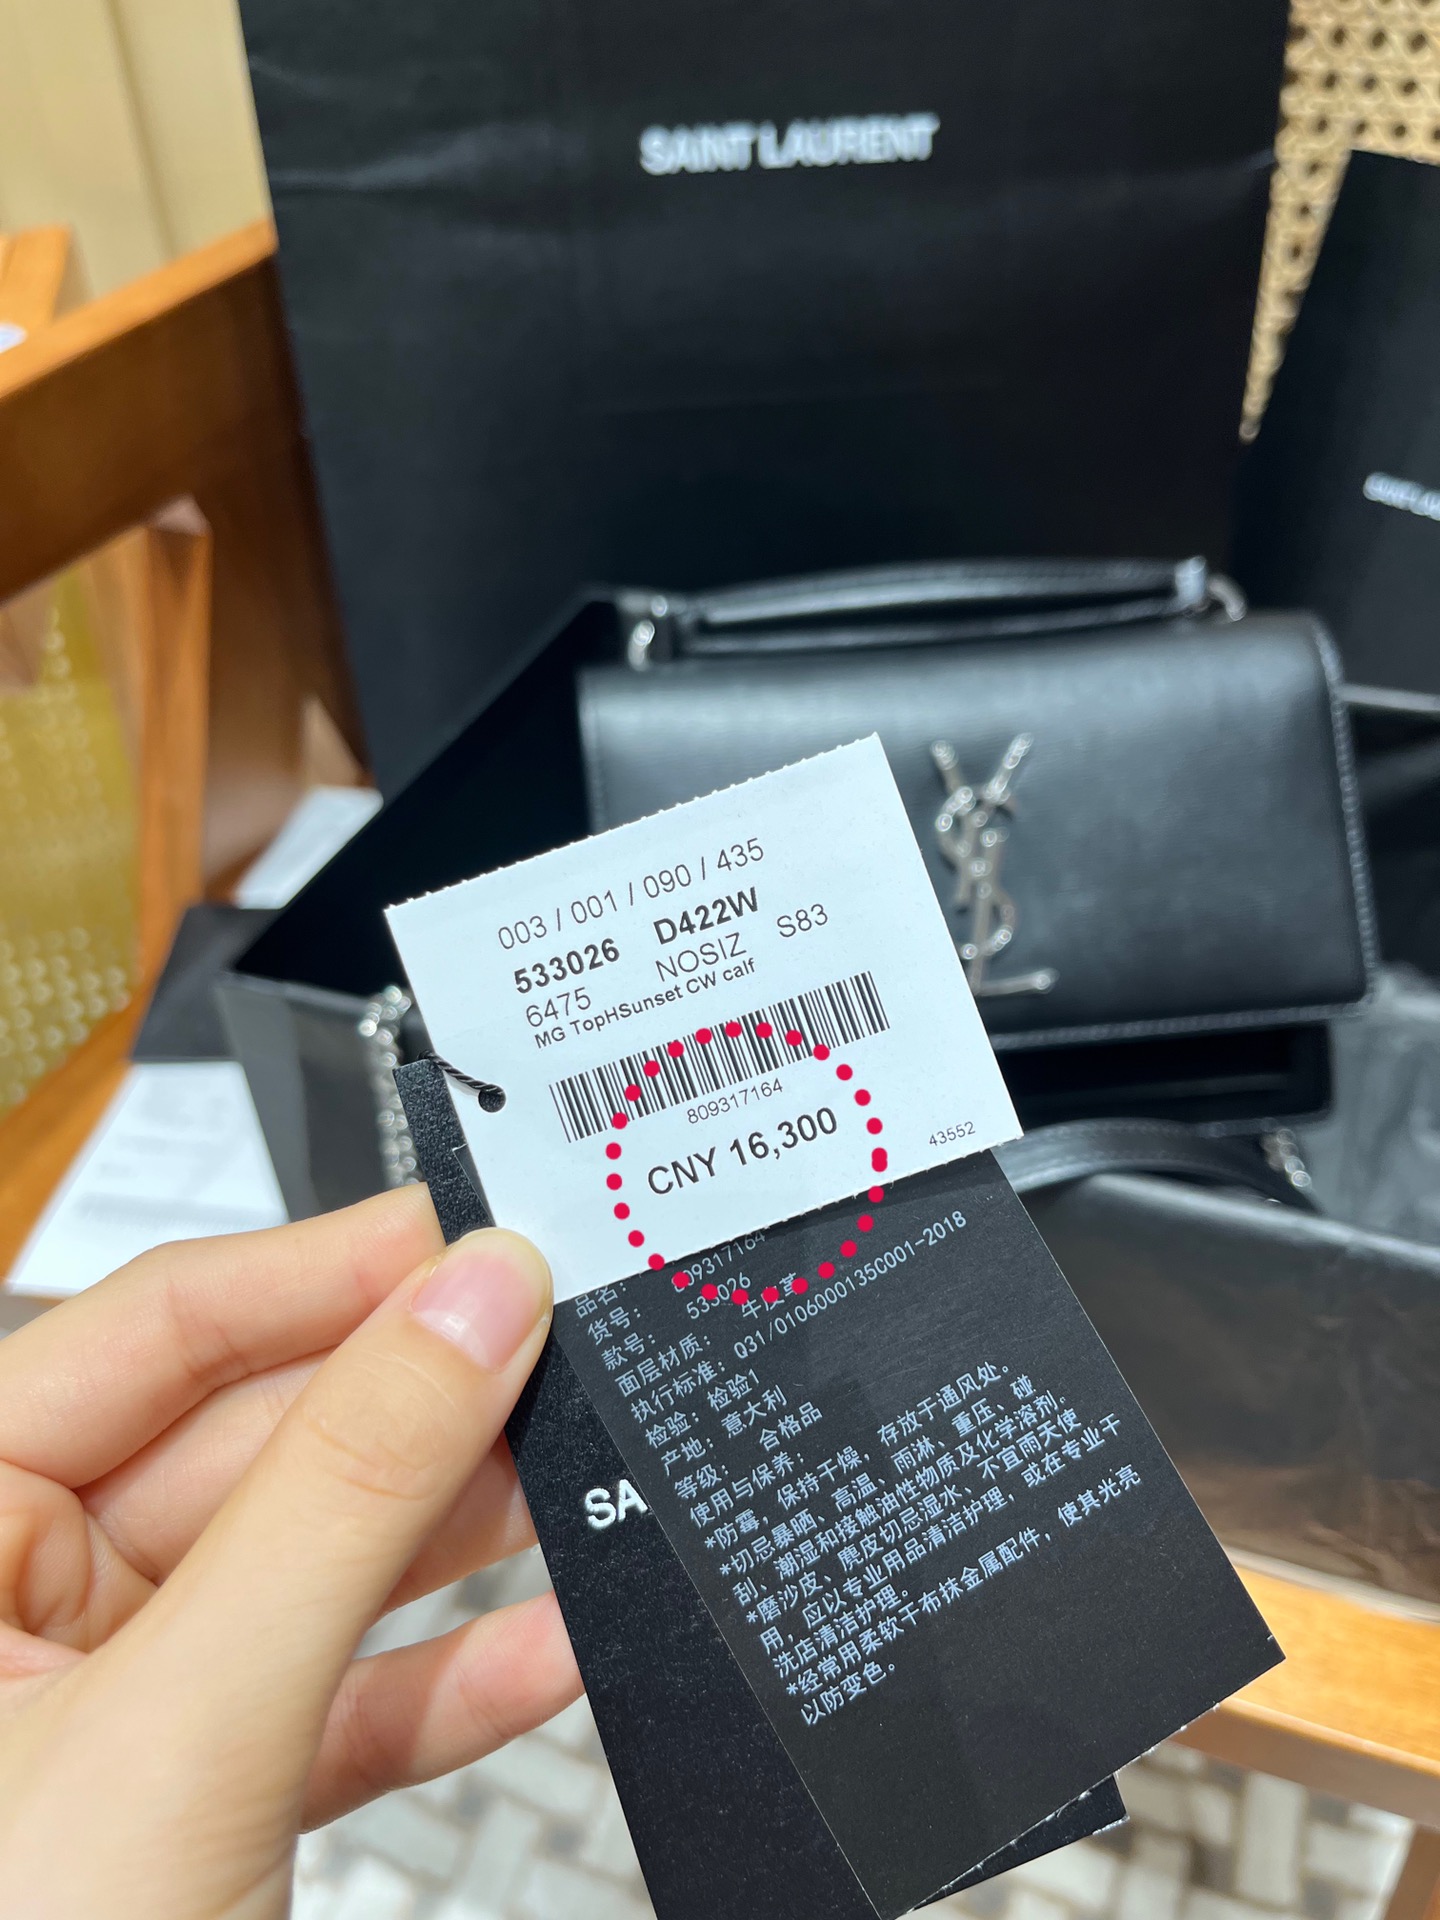 SAINT LAURENT
003 / 001 / 090 / 435
533026 D422W
6475 NOSIZ S83
MG TopHSunset CW calf
809317164
CNY 16,300
43552
品名:
货号: 809317164
款号: 533026
面层材质: 牛皮革
执行标准: Q31/0106000135C001-2018
检验: 检验1
产地: 意大利
等级: 合格品
使用与保养:
*防霉, 保持干燥, 存放于通风处。
*切忌暴晒、高温、雨淋、重压、碰
刮、潮湿和接触油性物质及化学溶剂。
*磨沙皮、麂皮切忌湿水、不宜雨天使
用, 应以专业用品清洁护理, 或在专业干
洗店清洁护理。
*经常用柔软干布抹金属配件, 使其光亮
以防变色。
SA